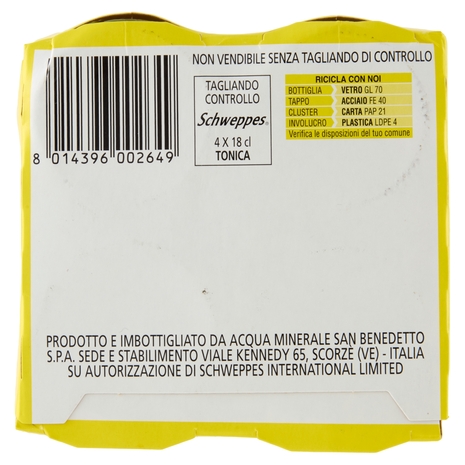 NON VENDIBILE SENZA TAGLIANDO DI CONTROLLO
8 014396 002649
TAGLIANDO
CONTROLLO
Schweppes®
4 X 18 cl
TONICA
RICICLA CON NOI
BOTTIGLIA VETRO GL 70
TAPPO ACCIAIO FE 40
CLUSTER CARTA PAP 21
INVOLUCRO PLASTICA LDPE 4
Verifica le disposizioni del tuo comune
PRODOTTO E IMBOTTIGLIATO DA ACQUA MINERALE SAN BENEDETTO
S.P.A. SEDE E STABILIMENTO VIALE KENNEDY 65, SCORZÈ (VE) - ITALIA
SU AUTORIZZAZIONE DI SCHWEPPES INTERNATIONAL LIMITED